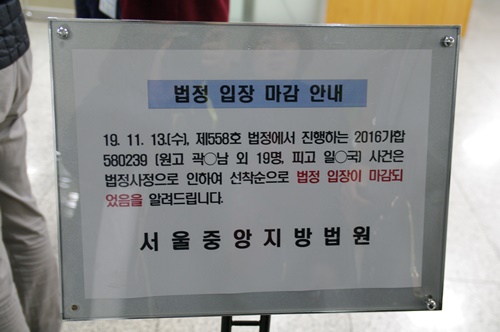 법정 입장 마감 안내
19. 11. 13.(수), 제558호 법정에서 진행하는 2016가합
580239 (원고 곽○남 외 19명, 피고 일○국) 사건은
법정사정으로 인하여 선착순으로 법정 입장이 마감되
었음을 알려드립니다.
서울중앙지방법원